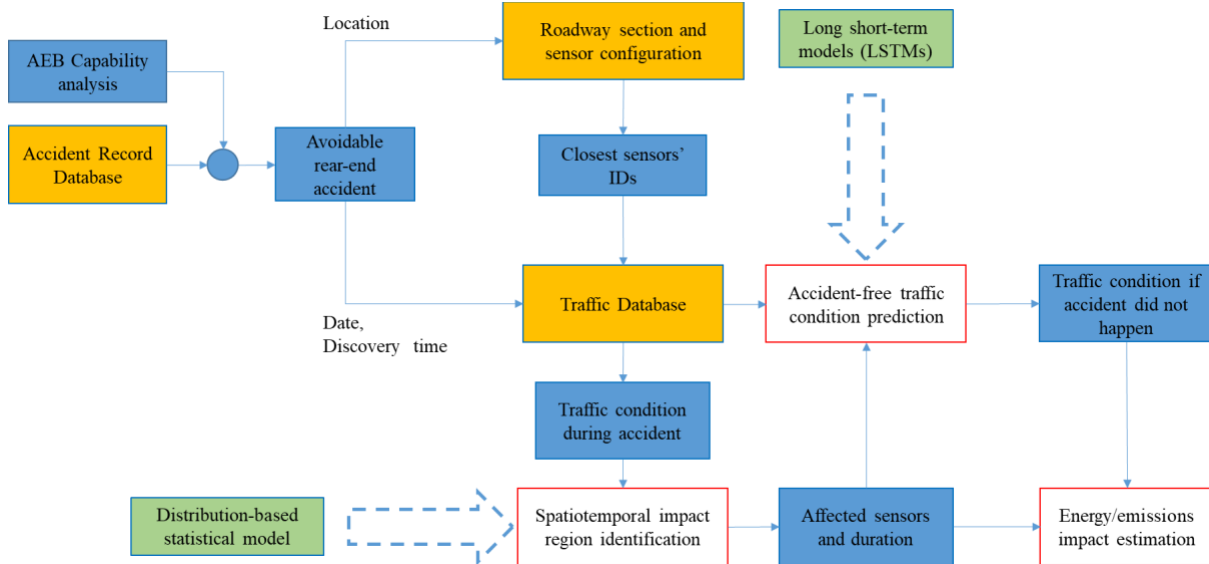 Location
Roadway section and
sensor configuration
Long short-term
models (LSTMs)
AEB Capability
analysis
Accident Record
Database
Avoidable
rear-end
accident
Closest sensors’
IDs
Date,
Discovery time
Traffic Database
Accident-free traffic
condition prediction
Traffic condition if
accident did not
happen
Traffic condition
during accident
Distribution-based
statistical model
Spatiotemporal impact
region identification
Affected sensors
and duration
Energy/emissions
impact estimation